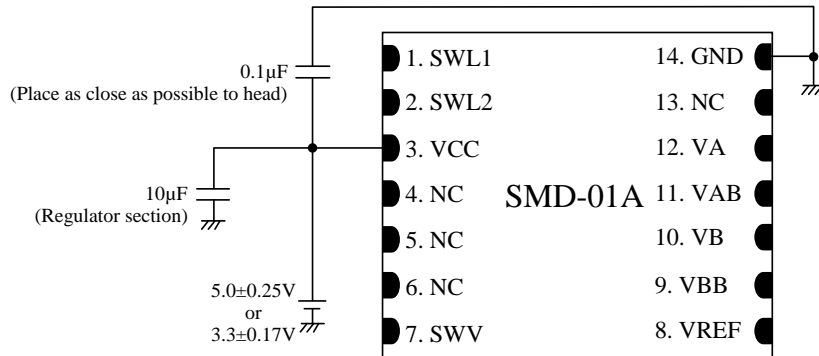 0.1µF
(Place as close as possible to head)
10µF
(Regulator section)
5.0±0.25V
or
3.3±0.17V
1. SWL1
2. SWL2
3. VCC
4. NC
5. NC
6. NC
7. SWV
SMD-01A
14. GND
13. NC
12. VA
11. VAB
10. VB
9. VBB
8. VREF